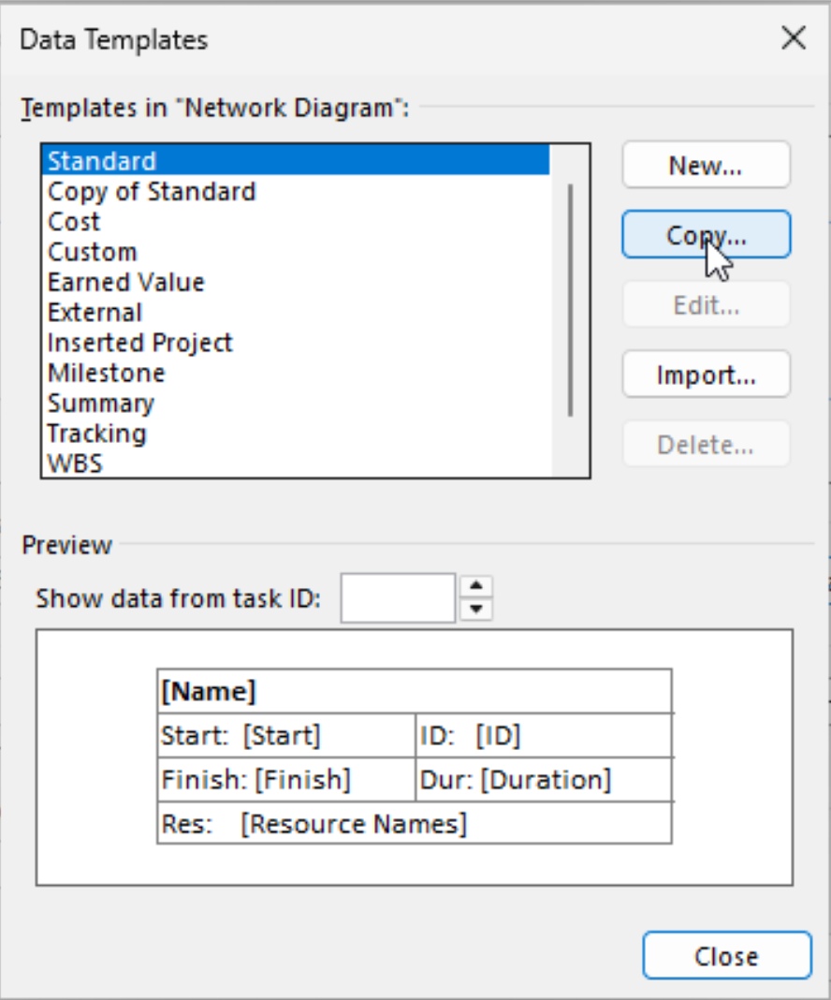 Data Templates
Templates in "Network Diagram":
Standard
Copy of Standard
Cost
Custom
Earned Value
External
Inserted Project
Milestone
Summary
Tracking
WBS
New...
Copy...
Edit...
Import...
Delete...
Preview
Show data from task ID:
[Name]
Start: [Start] ID: [ID]
Finish: [Finish] Dur: [Duration]
Res: [Resource Names]
Close